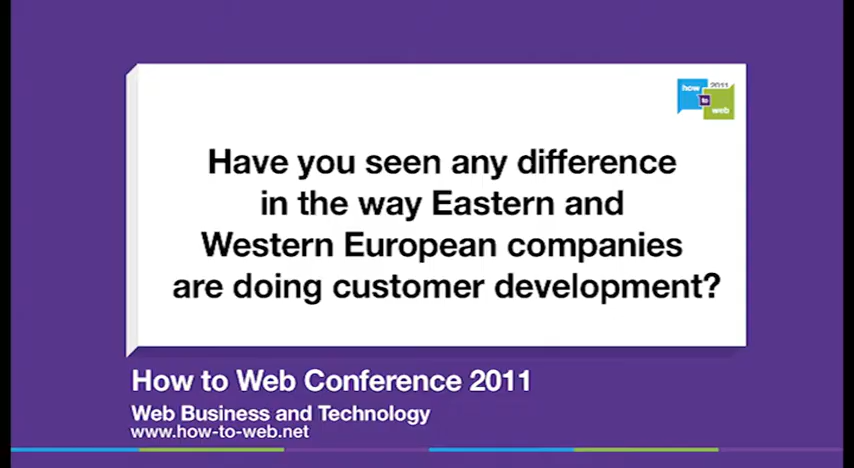 how
2011
to
web
Have you seen any difference
in the way Eastern and
Western European companies
are doing customer development?
How to Web Conference 2011
Web Business and Technology
www.how-to-web.net